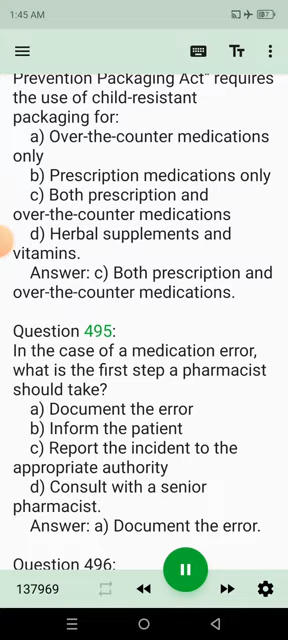 1:45 AM
Prevention Packaging Act" requires
the use of child-resistant
packaging for:
a) Over-the-counter medications
only
b) Prescription medications only
c) Both prescription and
over-the-counter medications
d) Herbal supplements and
vitamins.
Answer: c) Both prescription and
over-the-counter medications.
Question 495:
In the case of a medication error,
what is the first step a pharmacist
should take?
a) Document the error
b) Inform the patient
c) Report the incident to the
appropriate authority
d) Consult with a senior
pharmacist.
Answer: a) Document the error.
Question 496:
137969